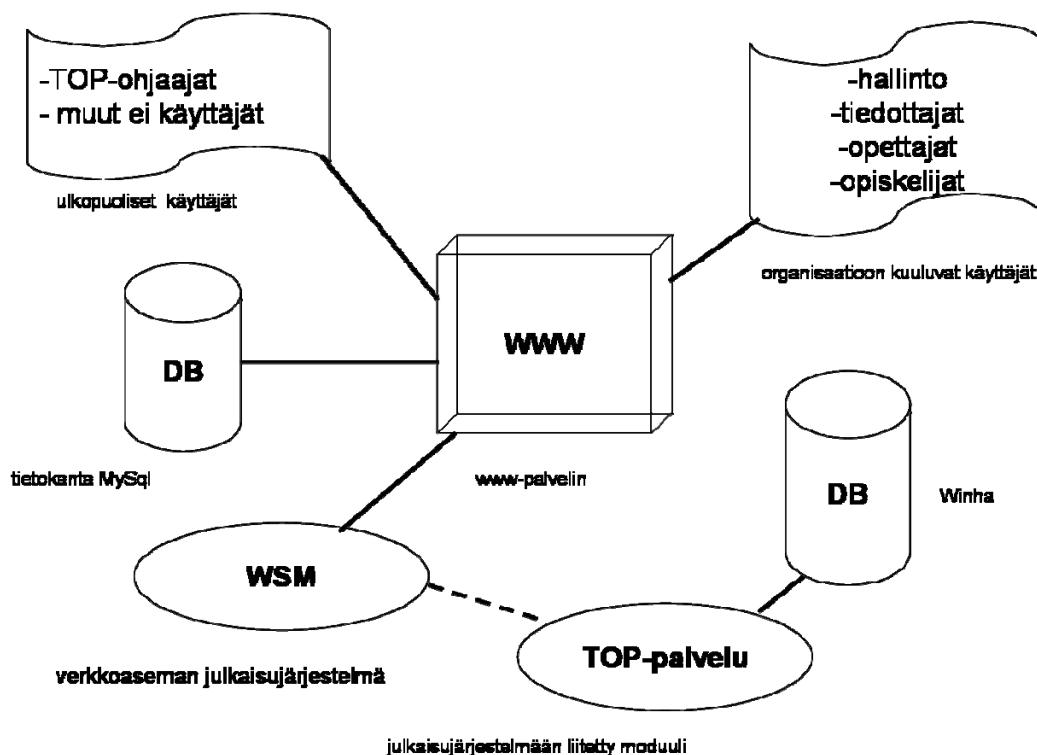 -TOP-ohjaajat
- muut ei käyttäjät
ulkopuoliset käyttäjät
-hallinto
-tiedottajat
-opettajat
-opiskelijat
organisaatioon kuuluvat käyttäjät
WWW
www-palvelin
DB
tietokanta MySql
DB
Winha
WSM
verkkoaseman julkaisujärjestelmä
TOP-palvelu
julkaisujärjestelmään liitetty moduuli